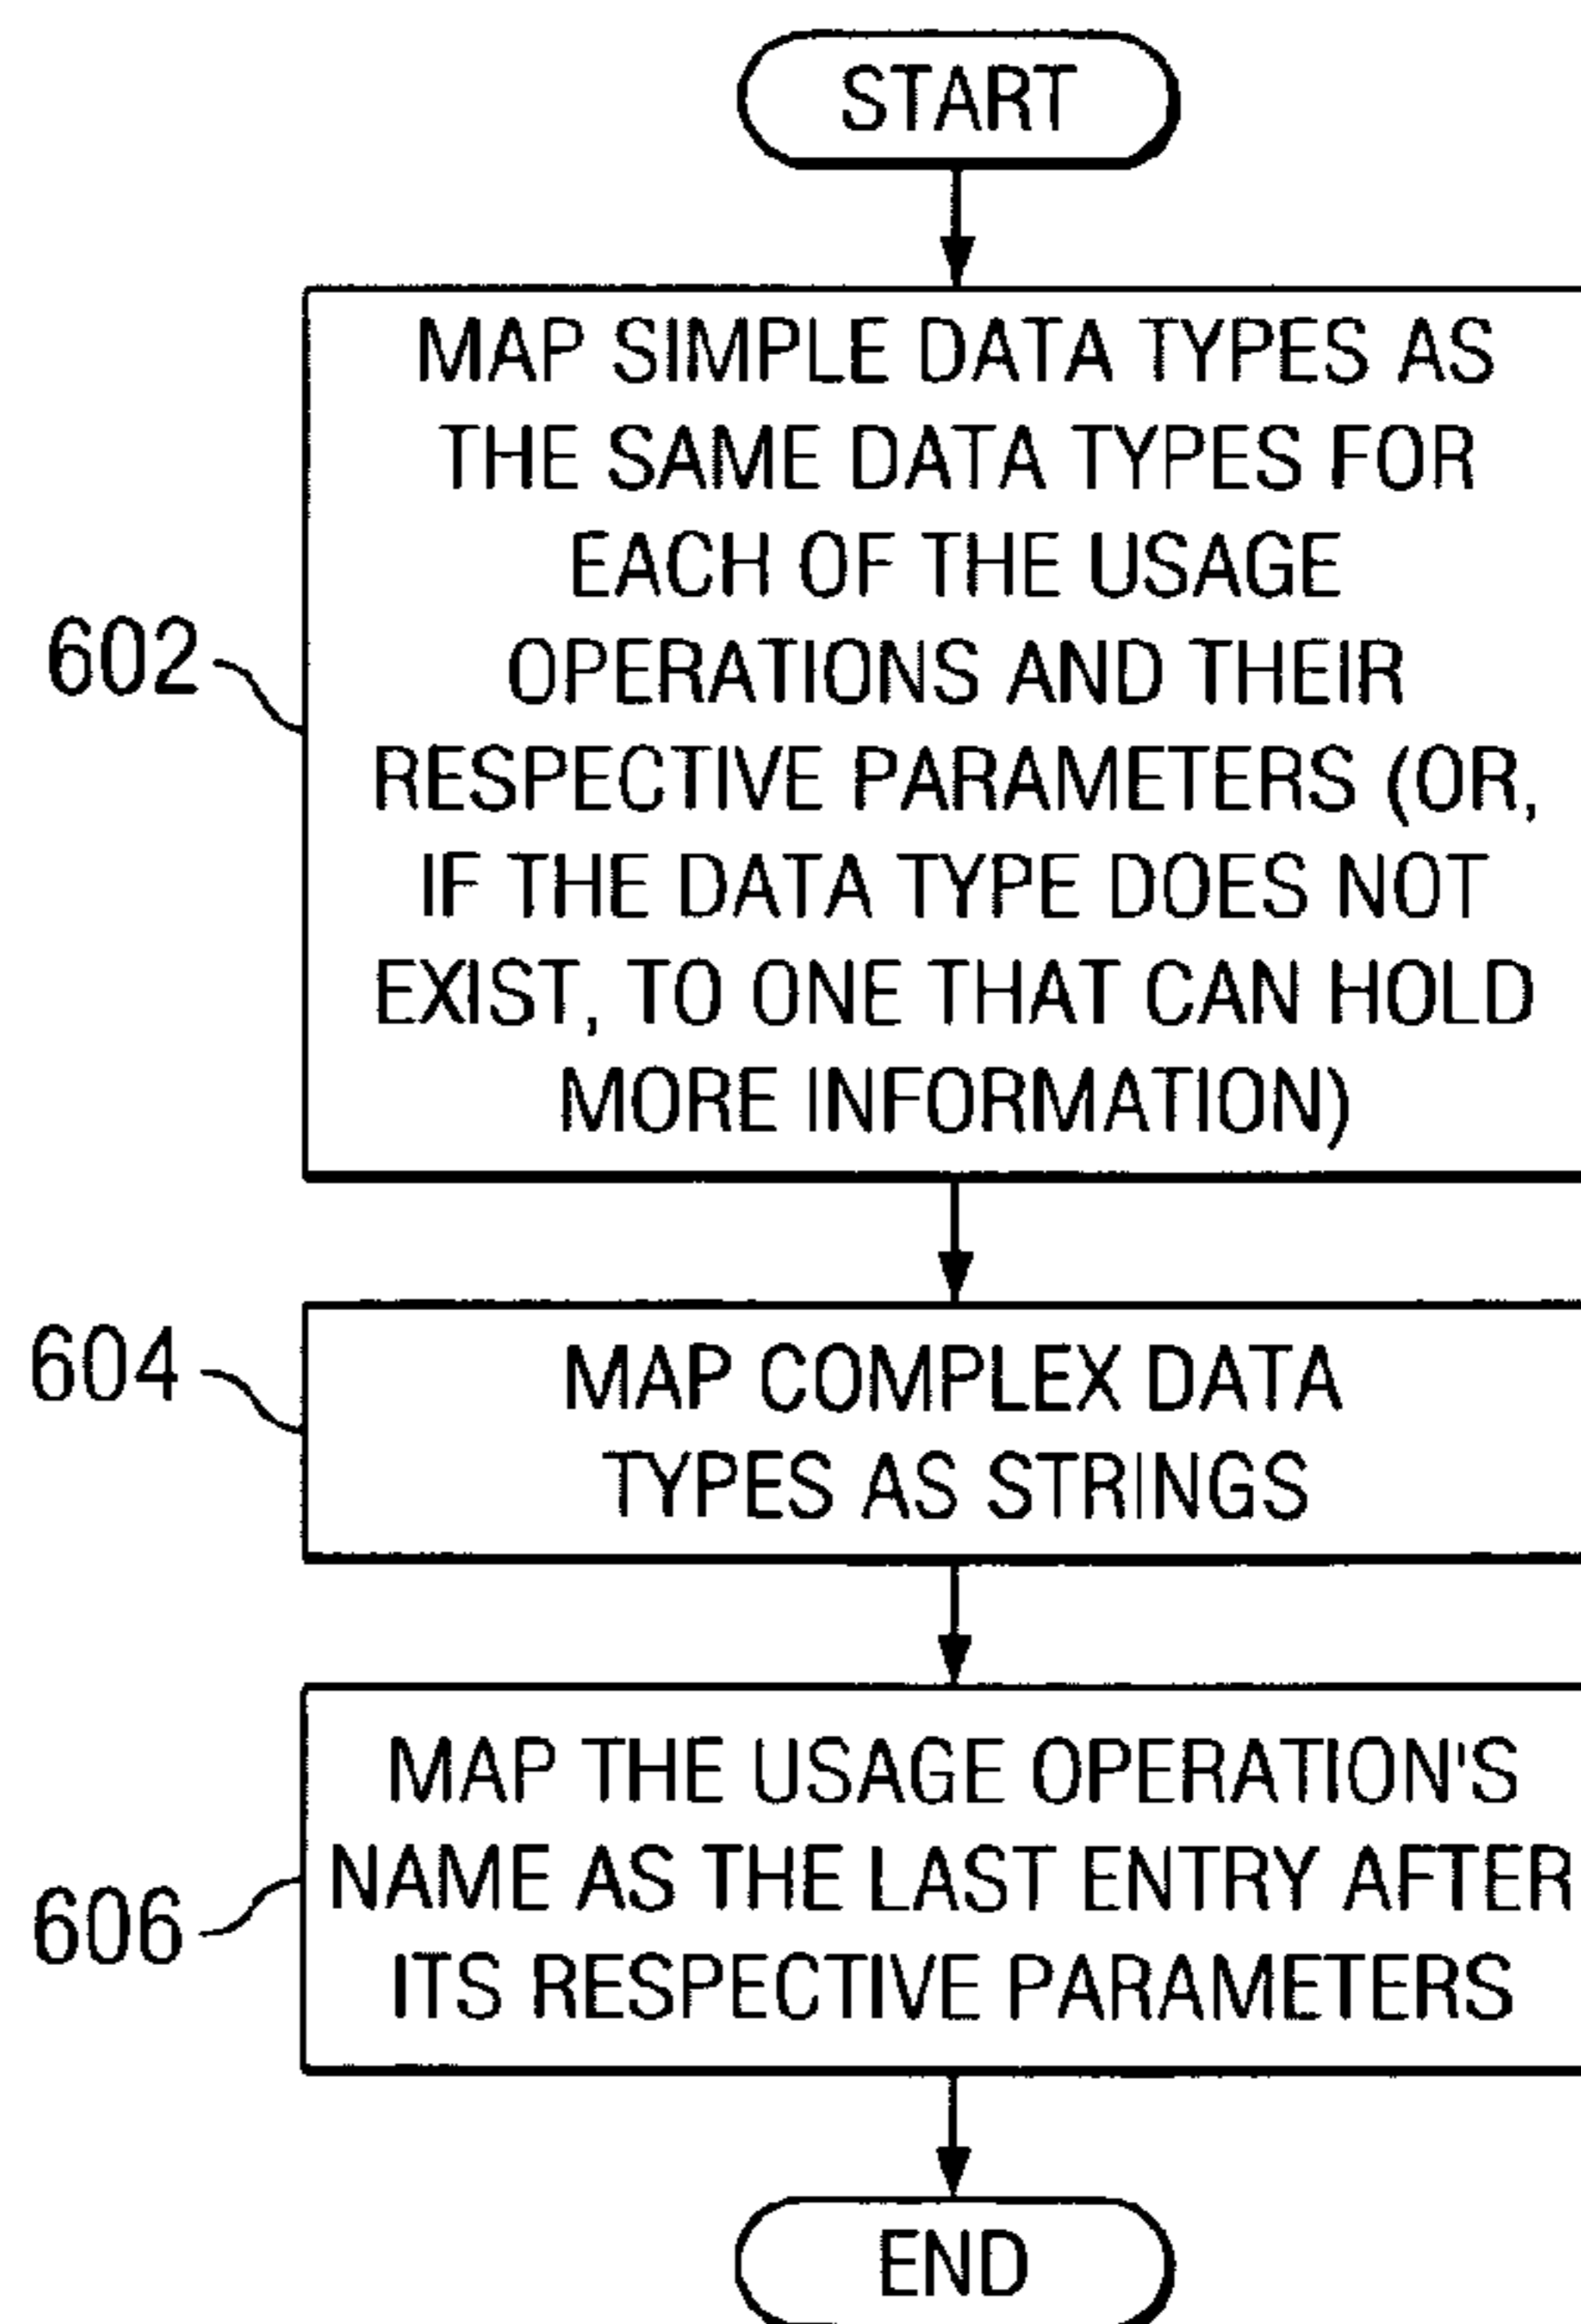 START
MAP SIMPLE DATA TYPES AS
THE SAME DATA TYPES FOR
EACH OF THE USAGE
OPERATIONS AND THEIR
RESPECTIVE PARAMETERS (OR,
IF THE DATA TYPE DOES NOT
EXIST, TO ONE THAT CAN HOLD
MORE INFORMATION)
602
MAP COMPLEX DATA
TYPES AS STRINGS
604
MAP THE USAGE OPERATION'S
NAME AS THE LAST ENTRY AFTER
ITS RESPECTIVE PARAMETERS
606
END